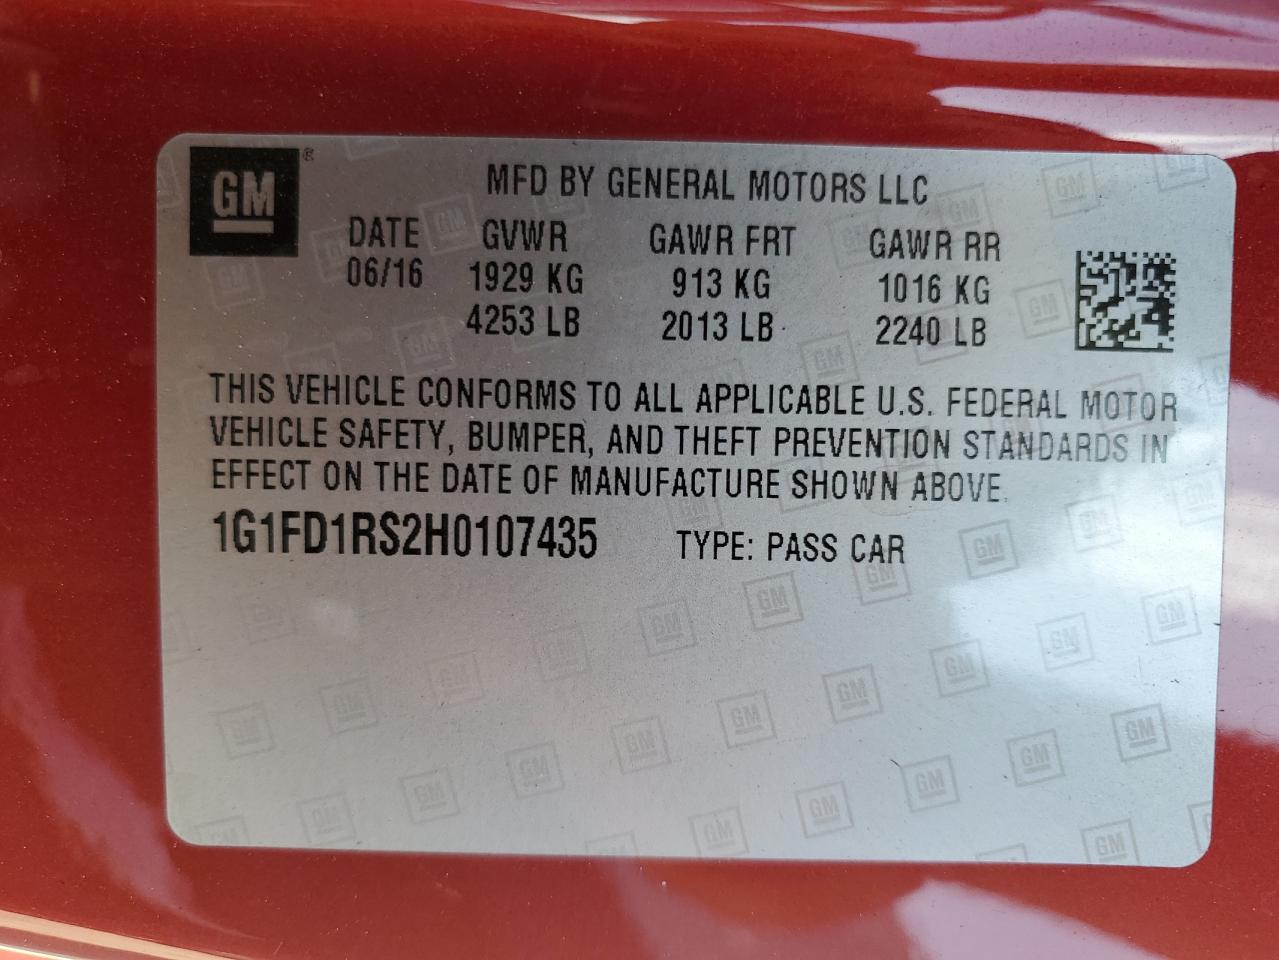 GM ®
MFD BY GENERAL MOTORS LLC
DATE GVWR GAWR FRT GAWR RR
06/16 1929 KG 913 KG 1016 KG
4253 LB 2013 LB 2240 LB
THIS VEHICLE CONFORMS TO ALL APPLICABLE U.S. FEDERAL MOTOR
VEHICLE SAFETY, BUMPER, AND THEFT PREVENTION STANDARDS IN
EFFECT ON THE DATE OF MANUFACTURE SHOWN ABOVE.
1G1FD1RS2H0107435 TYPE: PASS CAR